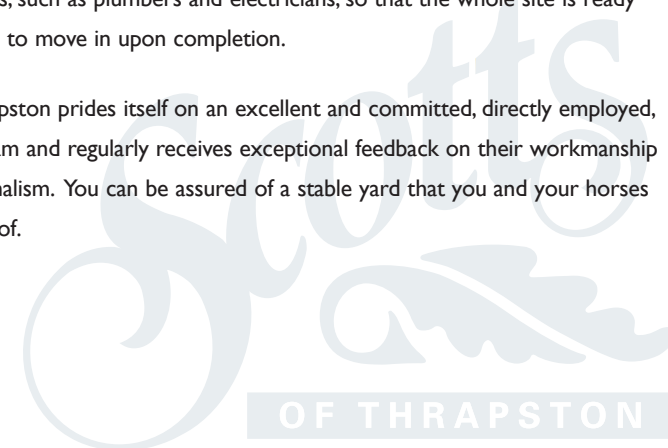 s, such as plumbers and electricians, so that the whole site is ready
to move in upon completion.
pston prides itself on an excellent and committed, directly employed,
am and regularly receives exceptional feedback on their workmanship
nalism. You can be assured of a stable yard that you and your horses
of.
Scotts
OF THRAPSTON